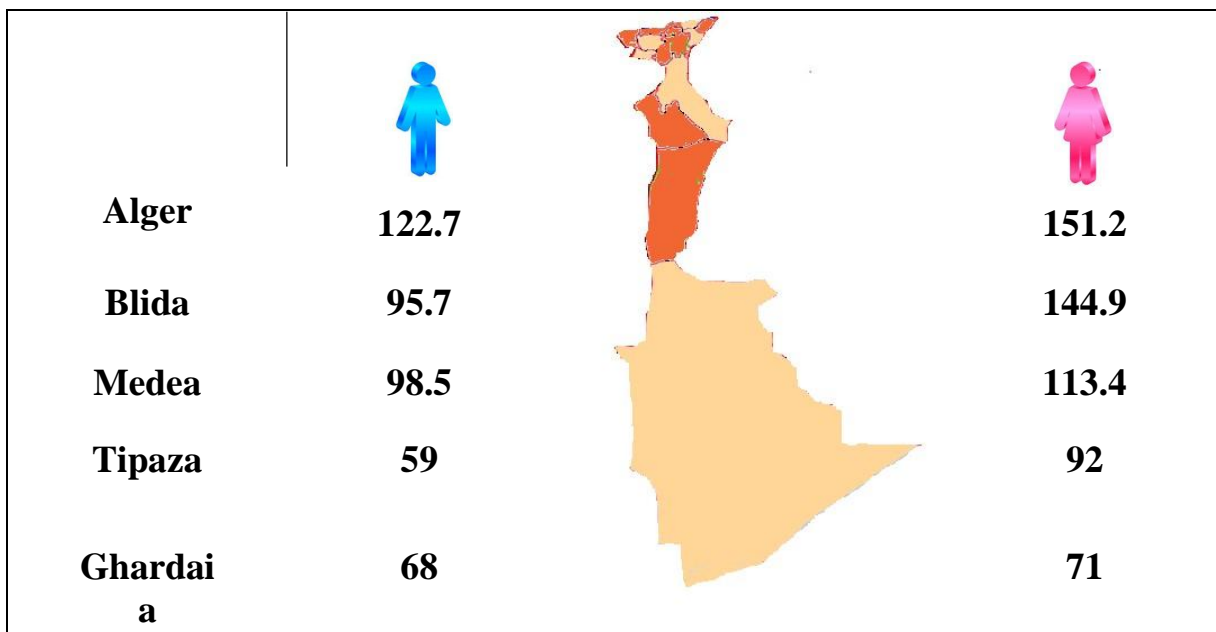 Alger 122.7 151.2
Blida 95.7 144.9
Medea 98.5 113.4
Tipaza 59 92
Ghardai 68 71
a